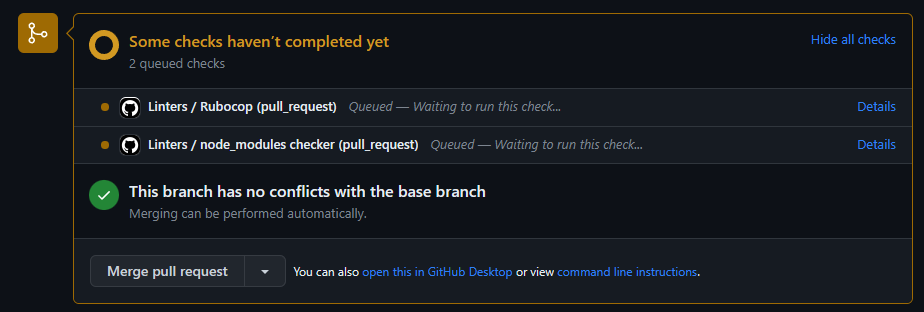 Some checks haven't completed yet
Hide all checks
2 queued checks
Linters / Rubocop (pull_request) Queued — Waiting to run this check... Details
Linters / node_modules checker (pull_request) Queued — Waiting to run this check... Details
This branch has no conflicts with the base branch
Merging can be performed automatically.
Merge pull request
You can also open this in GitHub Desktop or view command line instructions.